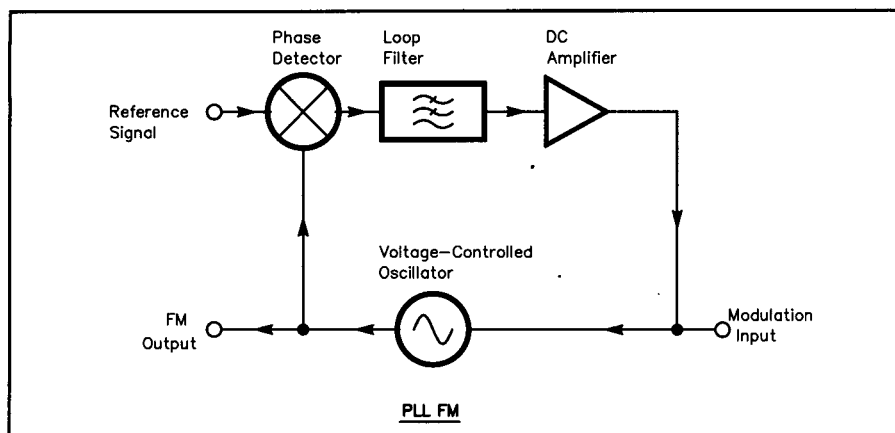 Phase
Detector
Loop
Filter
DC
Amplifier
Reference
Signal
Voltage-Controlled
Oscillator
FM
Output
Modulation
Input
PLL FM